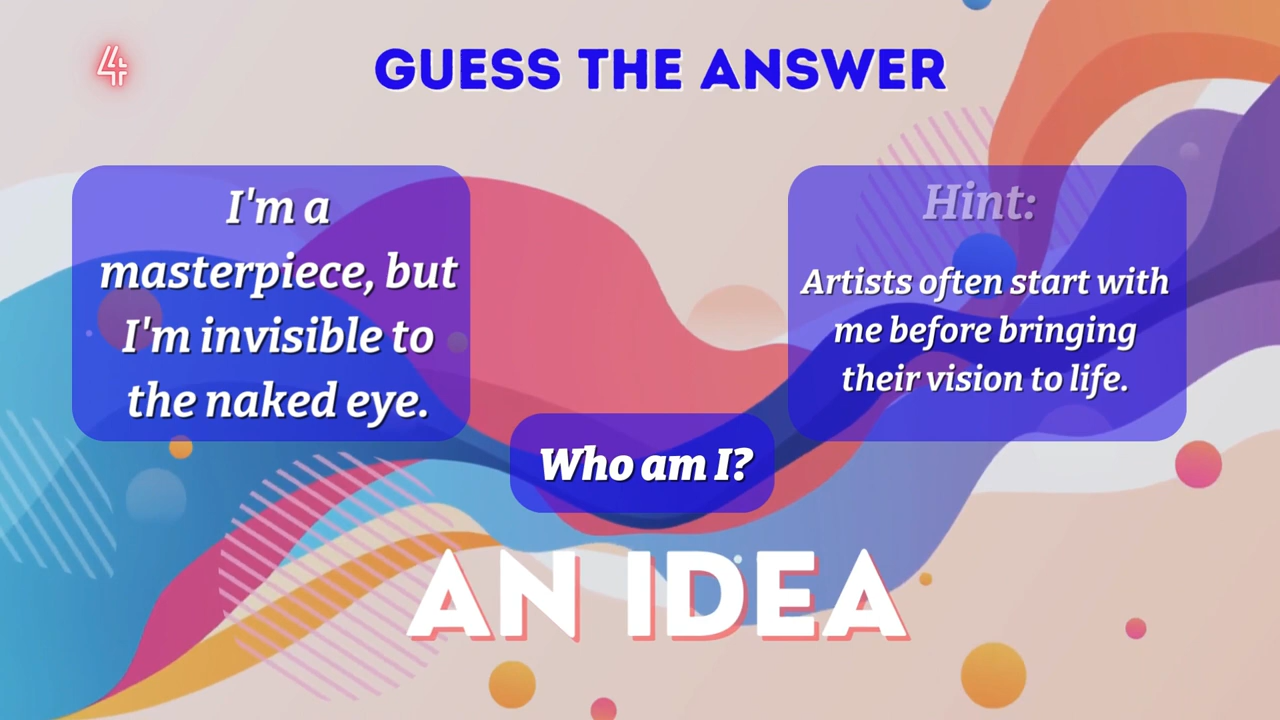 4
GUESS THE ANSWER
I'm a
masterpiece, but
I'm invisible to
the naked eye.
Hint:
Artists often start with
me before bringing
their vision to life.
Who am I?
AN IDEA